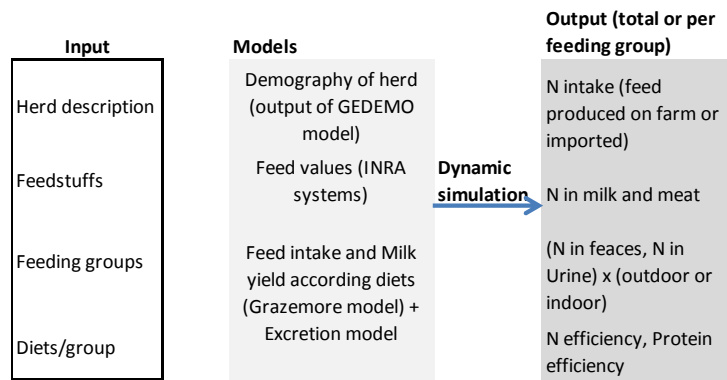 Input
Herd description
Feedstuffs
Feeding groups
Diets/group
Models
Demography of herd
(output of GEDEMO
model)
Feed values (INRA
systems)
Feed intake and Milk
yield according diets
(Grazemore model) +
Excretion model
Dynamic
simulation
Output (total or per
feeding group)
N intake (feed
produced on farm or
imported)
N in milk and meat
(N in feaces, N in
Urine) x (outdoor or
indoor)
N efficiency, Protein
efficiency